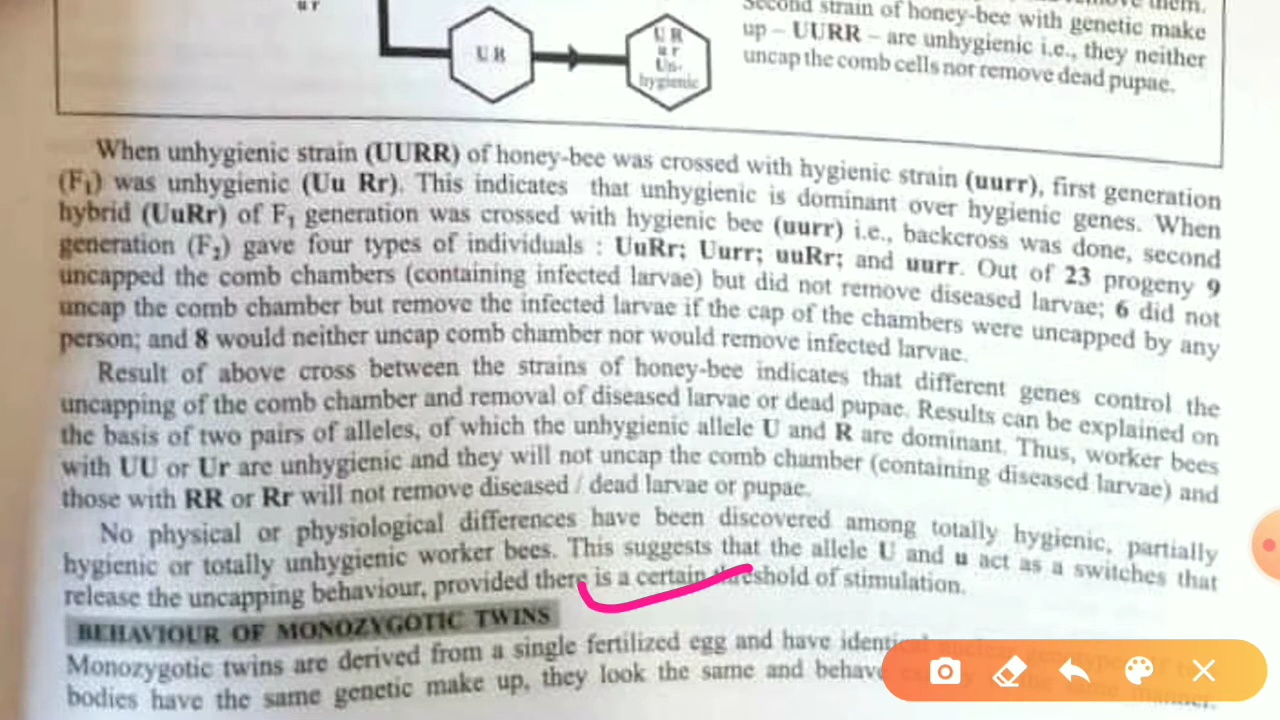 u r
U R
U R
u r
Un-
hygienic
Second strain of honey-bee with genetic make
up – UURR – are unhygienic i.e., they neither
uncap the comb cells nor remove dead pupae.
When unhygienic strain (UURR) of honey-bee was crossed with hygienic strain (uurr), first generation
(F₁) was unhygienic (Uu Rr). This indicates that unhygienic is dominant over hygienic genes. When
hybrid (UuRr) of F₁ generation was crossed with hygienic bee (uurr) i.e., backcross was done, second
generation (F₂) gave four types of individuals : UuRr; Uurr; uuRr; and uurr. Out of 23 progeny 9
uncapped the comb chambers (containing infected larvae) but did not remove diseased larvae; 6 did not
uncap the comb chamber but remove the infected larvae if the cap of the chambers were uncapped by any
person; and 8 would neither uncap comb chamber nor would remove infected larvae.
Result of above cross between the strains of honey-bee indicates that different genes control the
uncapping of the comb chamber and removal of diseased larvae or dead pupae. Results can be explained on
the basis of two pairs of alleles, of which the unhygienic allele U and R are dominant. Thus, worker bees
with UU or Ur are unhygienic and they will not uncap the comb chamber (containing diseased larvae) and
those with RR or Rr will not remove diseased / dead larvae or pupae.
No physical or physiological differences have been discovered among totally hygienic, partially
hygienic or totally unhygienic worker bees. This suggests that the allele U and u act as a switches that
release the uncapping behaviour, provided there is a certain threshold of stimulation.
BEHAVIOUR OF MONOZYGOTIC TWINS
Monozygotic twins are derived from a single fertilized egg and have
bodies have the same genetic make up, they look the same and behave